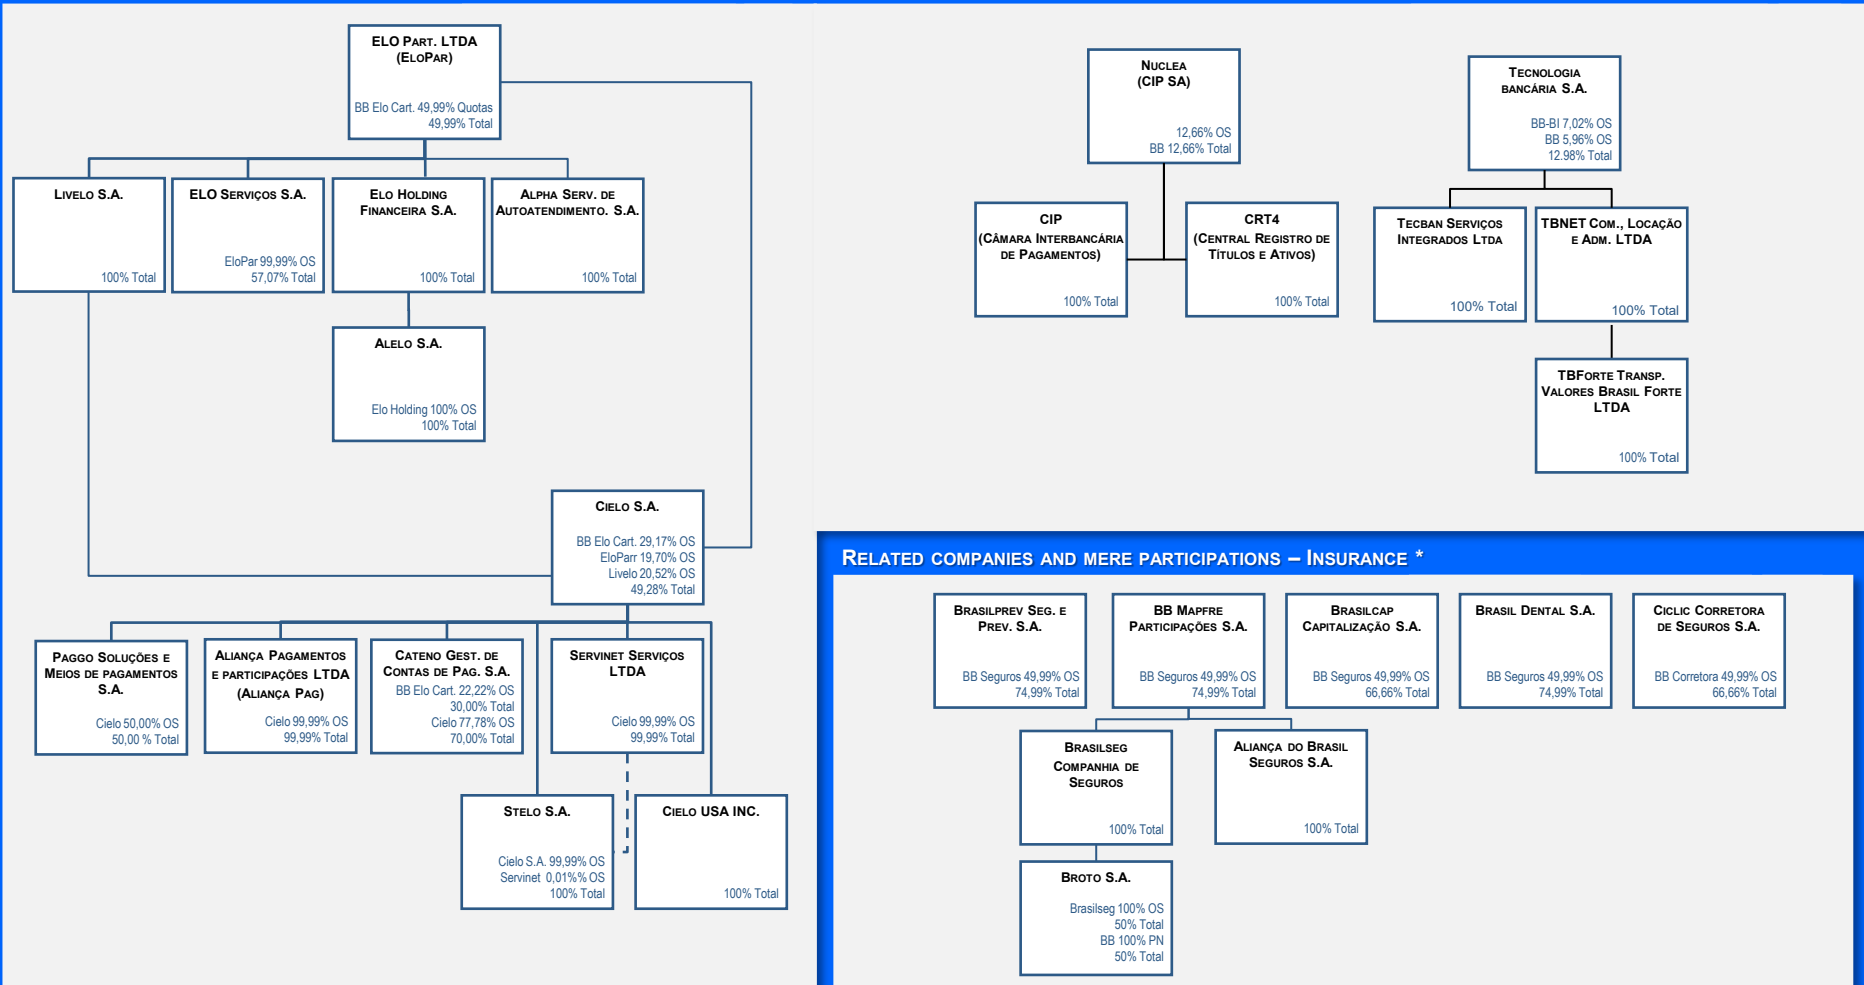 ELO Part. LTDA
(EloPar)
BB Elo Cart. 49,99% Quotas
49,99% Total
Livelo S.A.
100% Total
ELO Serviços S.A.
EloPar 99,99% OS
57,07% Total
Elo Holding
Financeira S.A.
100% Total
Alpha Serv. de
Autoatendimento. S.A.
100% Total
Alelo S.A.
Elo Holding 100% OS
100% Total
Cielo S.A.
BB Elo Cart. 29,17% OS
EloParr 19,70% OS
Livelo 20,52% OS
49,28% Total
Paggo Soluções e
Meios de pagamentos
S.A.
Cielo 50,00% OS
50,00 % Total
Aliança Pagamentos
e participações LTDA
(Aliança Pag)
Cielo 99,99% OS
99,99% Total
Cateno Gest. de
Contas de Pag. S.A.
BB Elo Cart. 22,22% OS
30,00% Total
Cielo 77,78% OS
70,00% Total
Servinet Serviços
LTDA
Cielo 99,99% OS
99,99% Total
Stelo S.A.
Cielo S.A. 99,99% OS
Servinet 0,01%% OS
100% Total
Cielo USA INC.
100% Total
Nuclea
(CIP SA)
12,66% OS
BB 12,66% Total
CIP
(Câmara Interbancária
de Pagamentos)
100% Total
CRT4
(Central Registro de
Títulos e Ativos)
100% Total
Tecnologia
bancária S.A.
BB-BI 7,02% OS
BB 5,96% OS
12.98% Total
Tecban Serviços
Integrados Ltda
100% Total
TBNET Com., Locação
e Adm. LTDA
100% Total
TBForte Transp.
Valores Brasil Forte
LTDA
100% Total
Related companies and mere participations – Insurance *
Brasilprev Seg. e
Prev. S.A.
BB Seguros 49,99% OS
74,99% Total
BB Mapfre
Participações S.A.
BB Seguros 49,99% OS
74,99% Total
Brasilcap
Capitalização S.A.
BB Seguros 49,99% OS
66,66% Total
Brasil Dental S.A.
BB Seguros 49,99% OS
74,99% Total
Ciclic Corretora
de Seguros S.A.
BB Corretora 49,99% OS
66,66% Total
Brasilseg
Companhia de
Seguros
100% Total
Aliança do Brasil
Seguros S.A.
100% Total
Broto S.A.
Brasilseg 100% OS
50% Total
BB 100% PN
50% Total